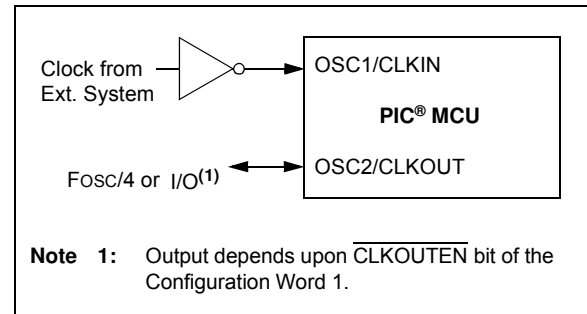 Clock from
Ext. System
OSC1/CLKIN
PIC® MCU
FOSC/4 or I/O(1)
OSC2/CLKOUT
Note 1: Output depends upon CLKOUTEN bit of the
Configuration Word 1.